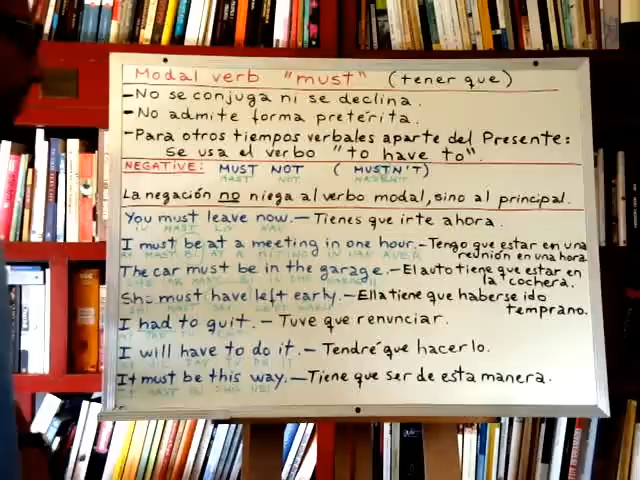 Modal verb "must" (tener que)
- No se conjuga ni se declina.
- No admite forma preterita.
- Para otros tiempos verbales aparte del Presente:
se usa el verbo "to have to".
NEGATIVE: MUST NOT (MUSTN'T)
MAST NOT
La negación no niega al verbo modal, sino al principal.
You must leave now. — Tienes que irte ahora.
I must be at a meeting in one hour. — Tengo que estar en una
reunión en una hora.
The car must be in the garage. — El auto tiene que estar en
la cochera.
She must have left early. — Ella tiene que haberse ido
temprano.
I had to quit. — Tuve que renunciar.
I will have to do it. — Tendré que hacerlo.
It must be this way. — Tiene que ser de esta manera.